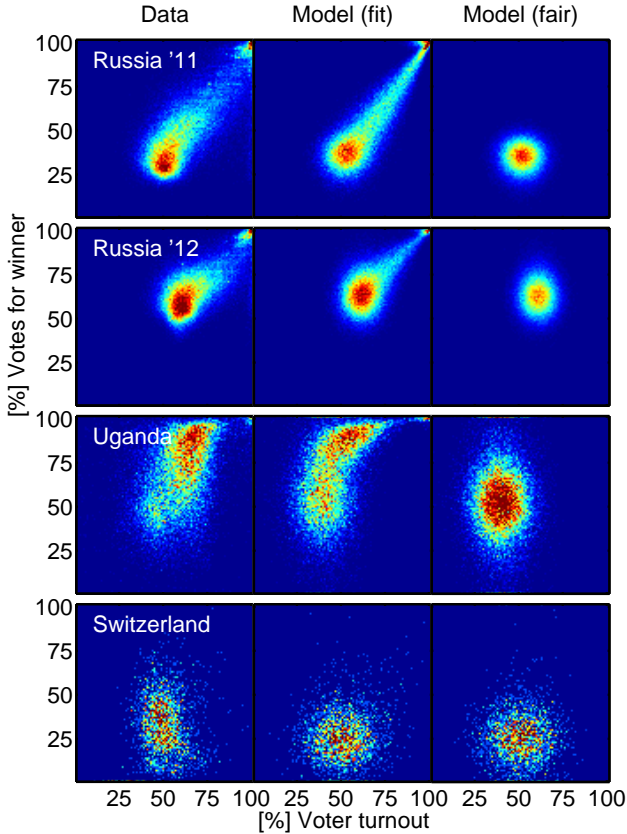 Data Model (fit) Model (fair)
[%] Votes for winner
100
75
50
25
Russia '11
100
75
50
25
Russia '12
100
75
50
25
Uganda
100
75
50
25
Switzerland
25 50 75 100 25 50 75 100 25 50 75 100
[%] Voter turnout